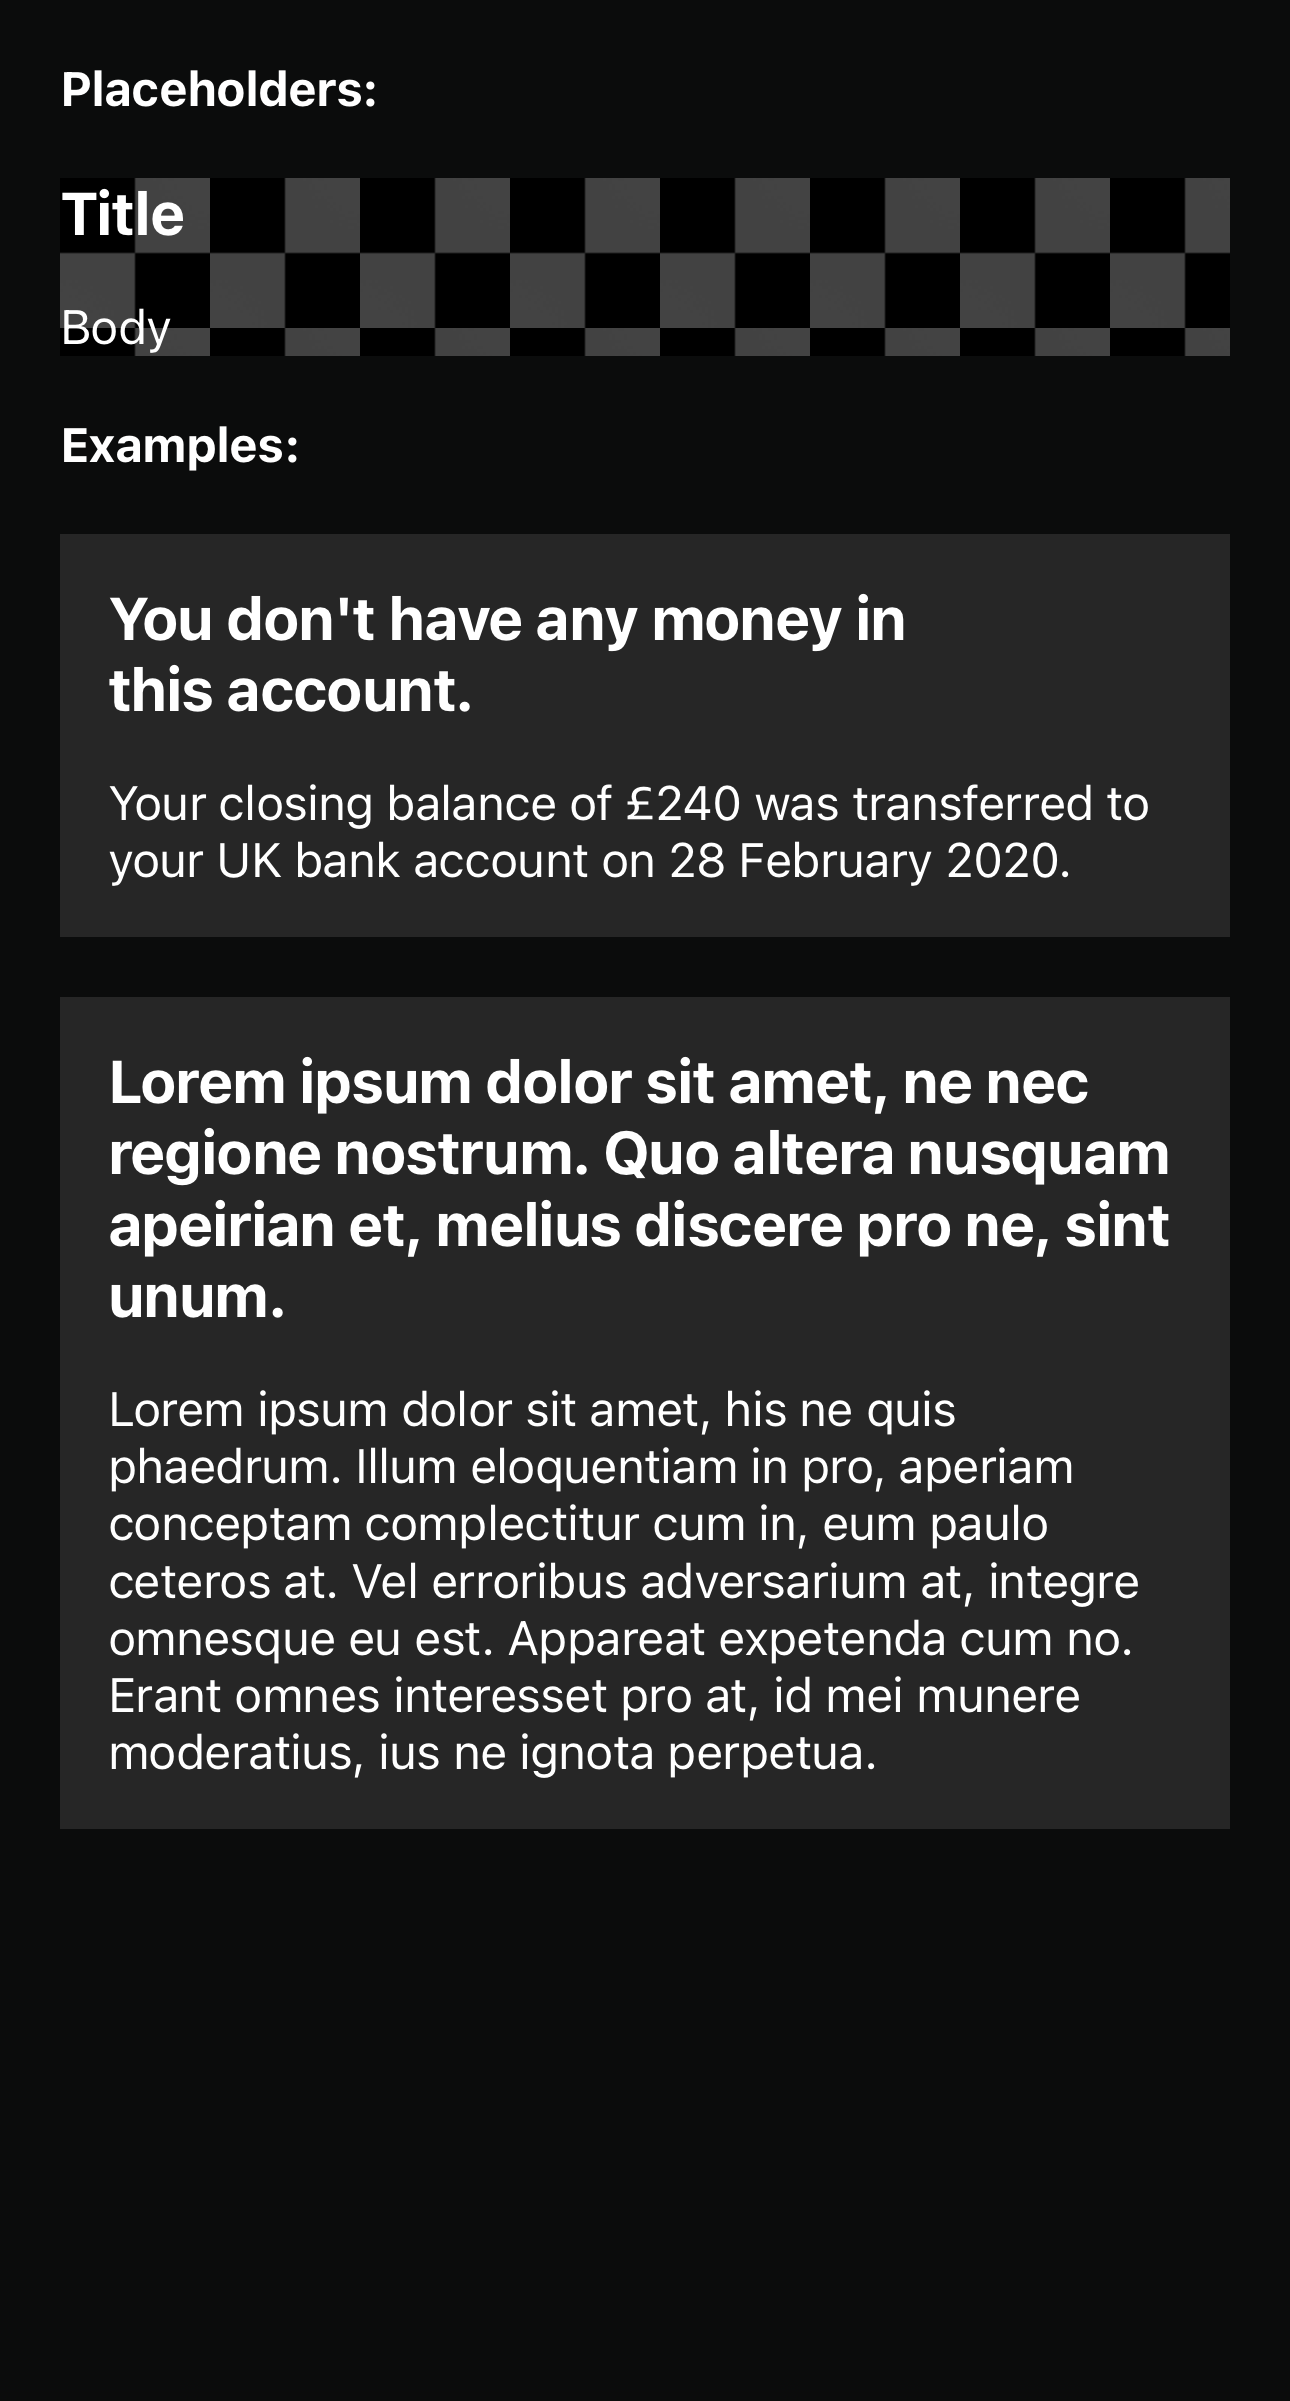 Placeholders:
Title
Body
Examples:
You don't have any money in
this account.
Your closing balance of £240 was transferred to
your UK bank account on 28 February 2020.
Lorem ipsum dolor sit amet, ne nec
regione nostrum. Quo altera nusquam
apeirian et, melius discere pro ne, sint
unum.
Lorem ipsum dolor sit amet, his ne quis
phaedrum. Illum eloquentiam in pro, aperiam
conceptam complectitur cum in, eum paulo
ceteros at. Vel erroribus adversarium at, integre
omnesque eu est. Appareat expetenda cum no.
Erant omnes interesset pro at, id mei munere
moderatius, ius ne ignota perpetua.